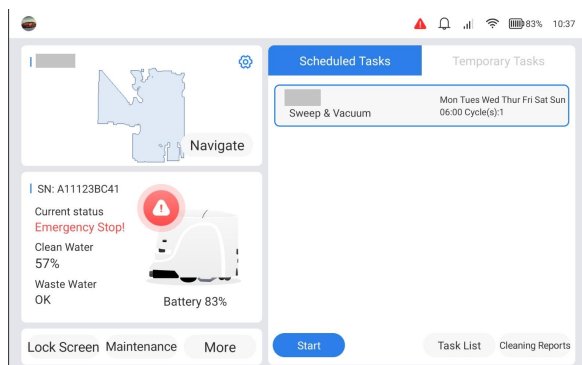 83% 10:37
Navigate
SN: A11123BC41
Current status
Emergency Stop!
Clean Water
57%
Waste Water
OK
Battery 83%
Lock Screen Maintenance More
Scheduled Tasks Temporary Tasks
Sweep & Vacuum
Mon Tues Wed Thur Fri Sat Sun
06:00 Cycle(s):1
Start Task List Cleaning Reports